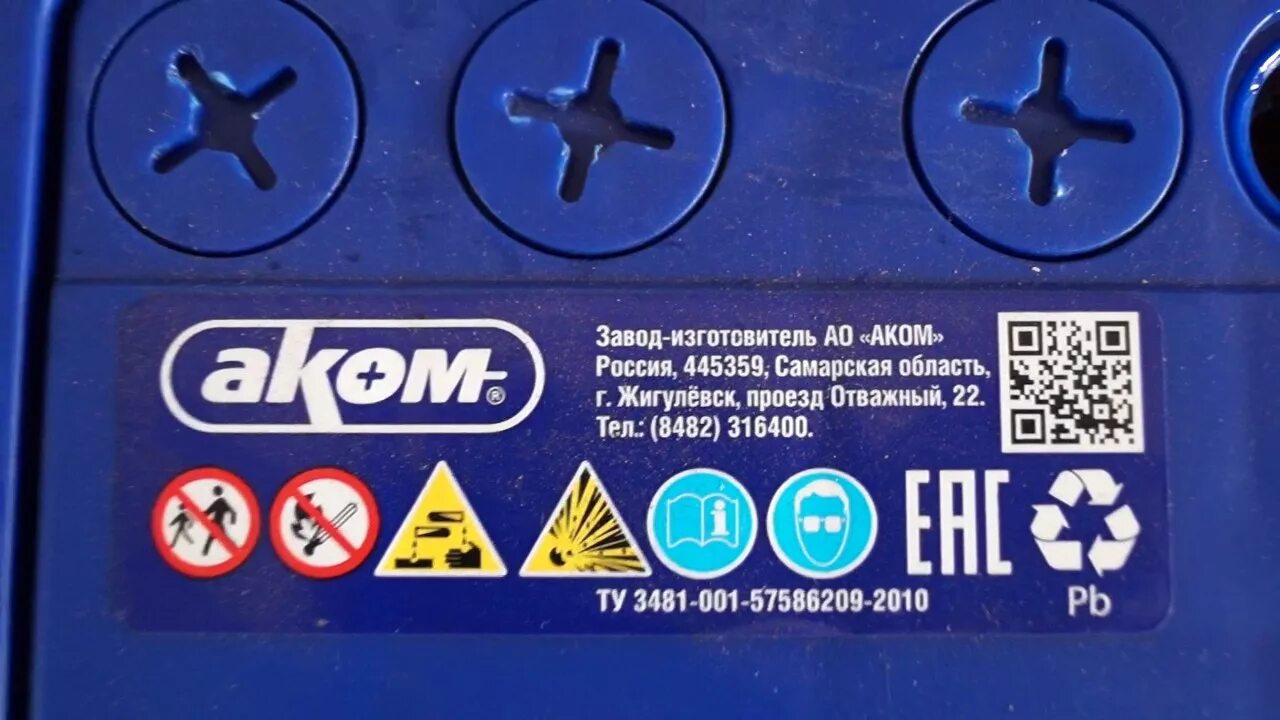 аком®
Завод-изготовитель АО «АКОМ»
Россия, 445359, Самарская область,
г. Жигулёвск, проезд Отважный, 22.
Тел.: (8482) 316400.
i
EAC
ТУ 3481-001-57586209-2010
Pb